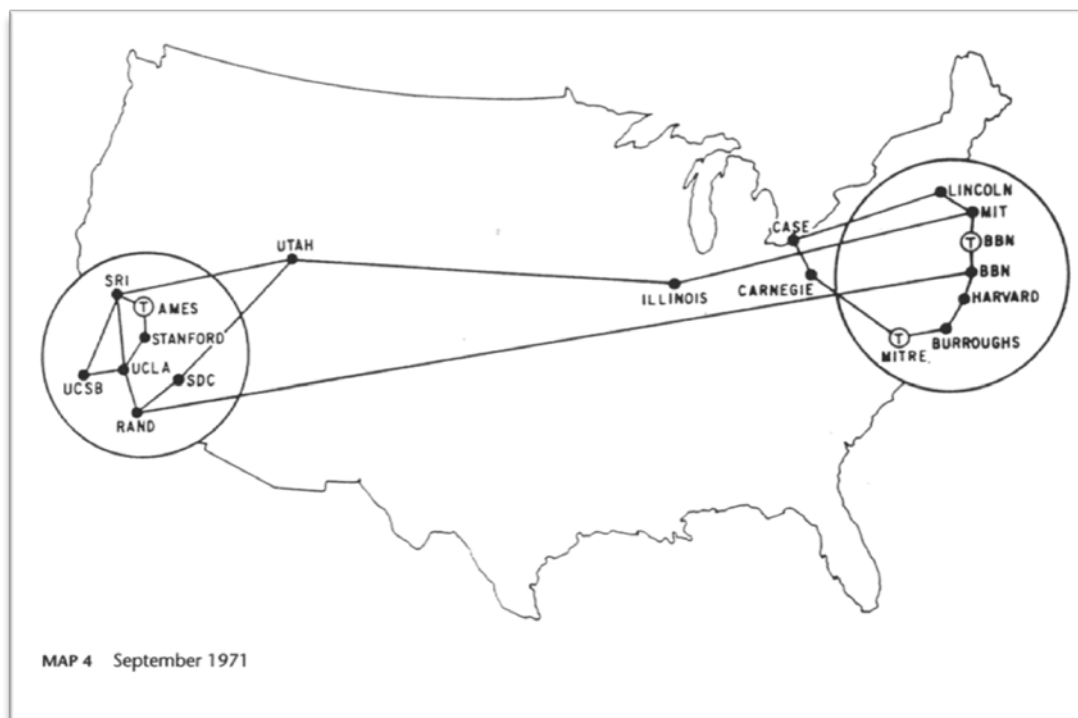 LINCOLN
MIT
CASE
T BBN
UTAH
BBN
SRI
ILLINOIS
CARNEGIE
HARVARD
T AMES
STANFORD
T
BURROUGHS
MITRE
UCLA
SDC
UCSB
RAND
MAP 4 September 1971